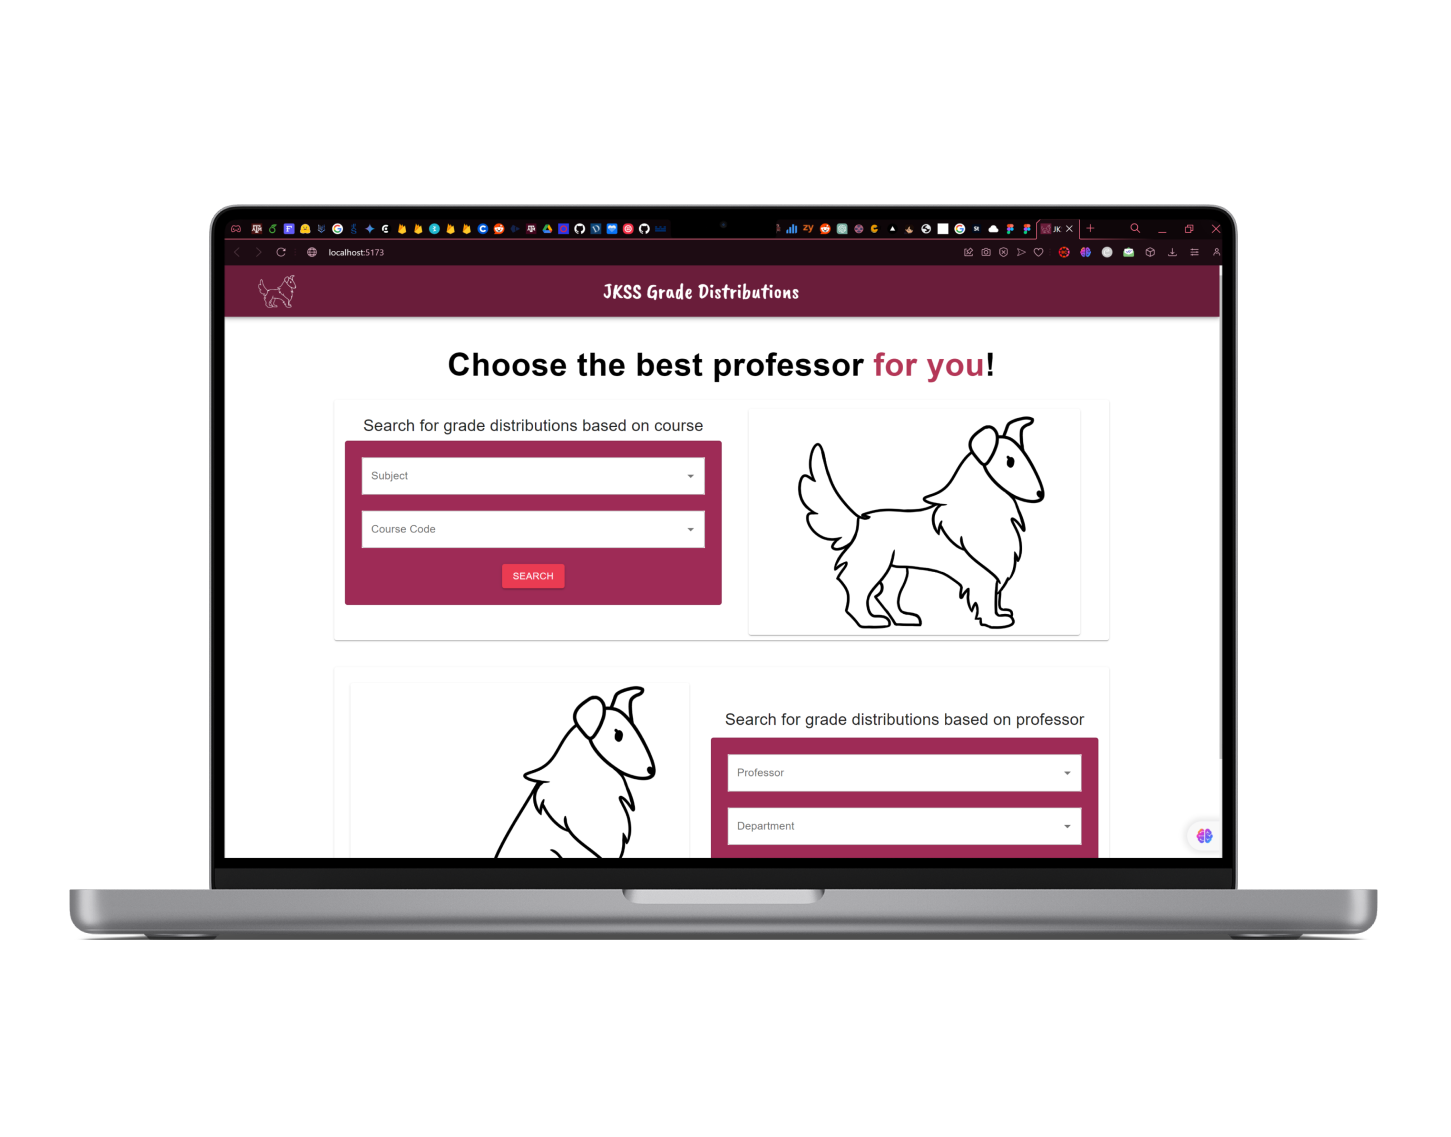 zy
JK
localhost:5173
JKSS Grade Distributions
Choose the best professor for you!
Search for grade distributions based on course
Subject
Course Code
SEARCH
Search for grade distributions based on professor
Professor
Department